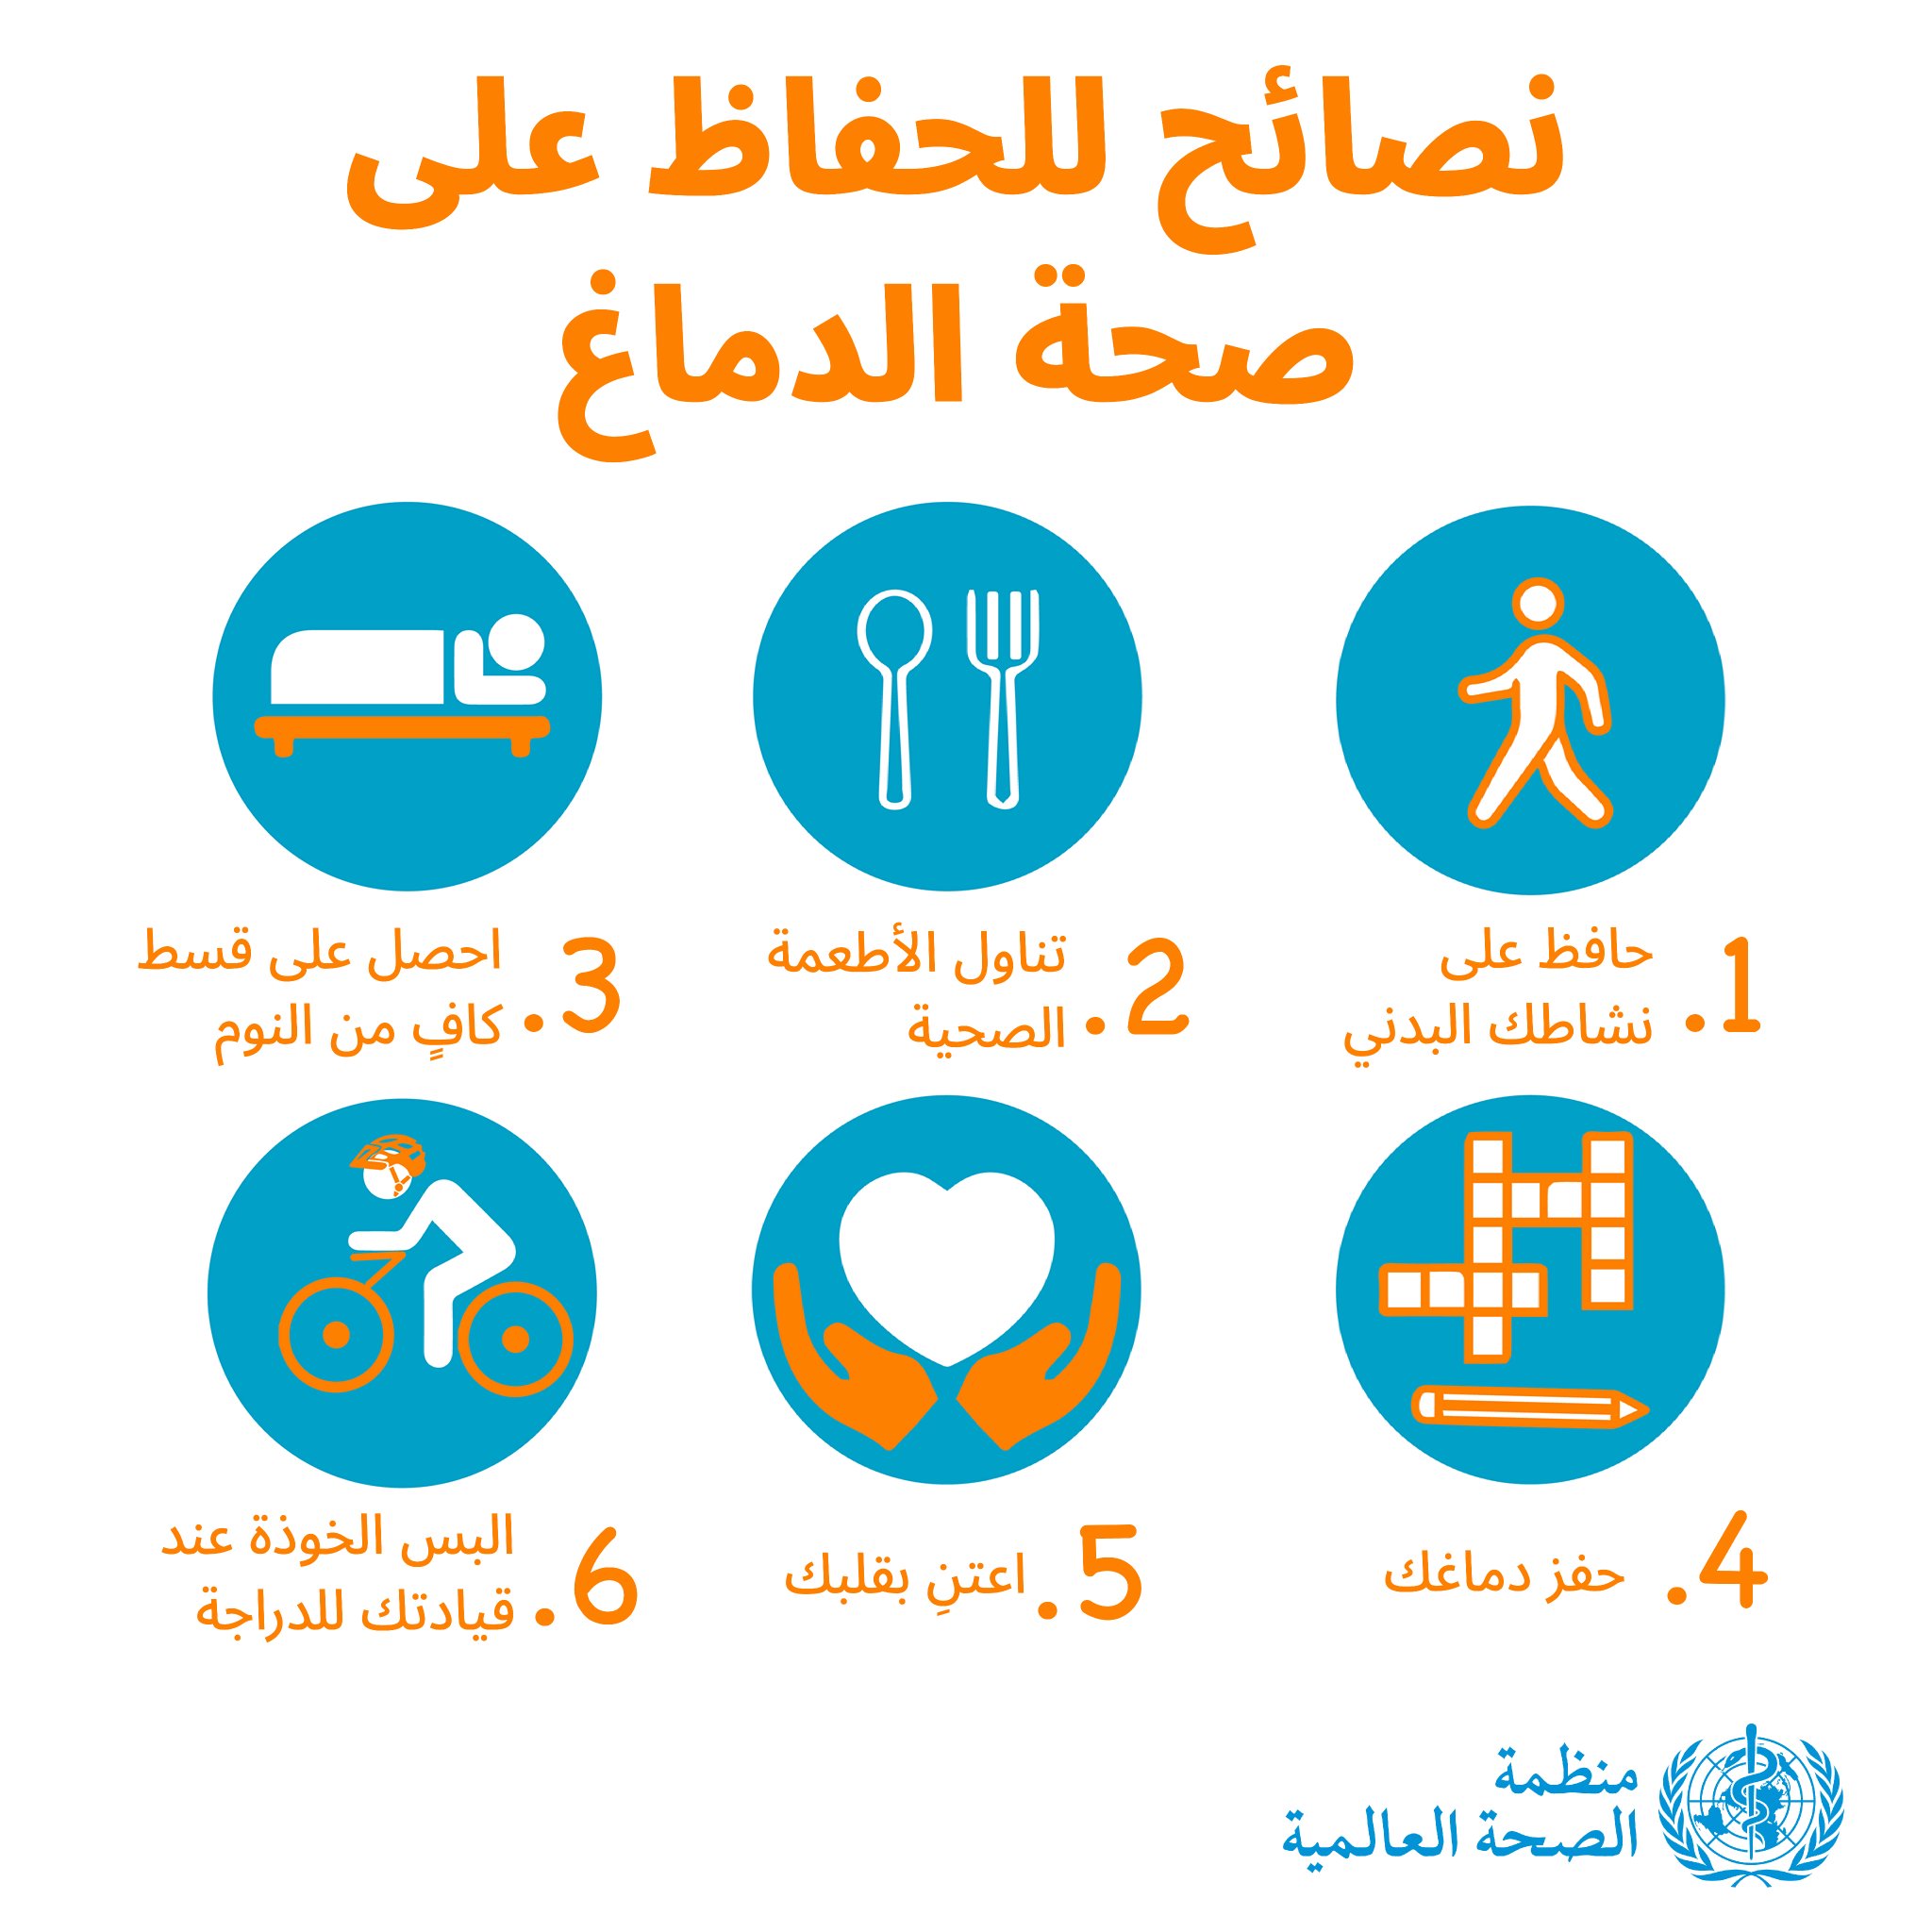 نصائح للحفاظ على
صحة الدماغ
1. حافظ على
نشاطك البدني
2. تناول الأطعمة
الصحية
3. احصل على قسط
كافٍ من النوم
4. حفز دماغك
5. اعتنِ بقلبك
6. البس الخوذة عند
قيادتك للدراجة
منظمة
الصحة العالمية